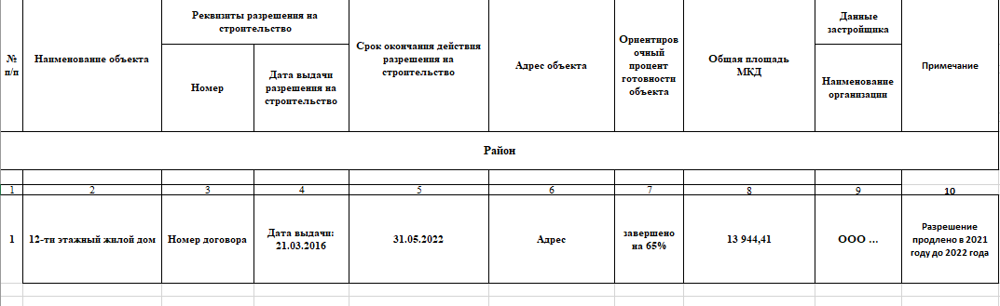 №
п/п
Наименование объекта
Реквизиты разрешения на
строительство
Номер
Дата выдачи
разрешения на
строительство
Срок окончания действия
разрешения на
строительство
Адрес объекта
Ориентиров
очный
процент
готовности
объекта
Общая площадь
МКД
Данные
застройщика
Наименование
организации
Примечание
Район
1 2 3 4 5 6 7 8 9 10
1
12-ти этажный жилой дом
Номер договора
Дата выдачи:
21.03.2016
31.05.2022
Адрес
завершено
на 65%
13 944,41
ООО ...
Разрешение
продлено в 2021
году до 2022 года